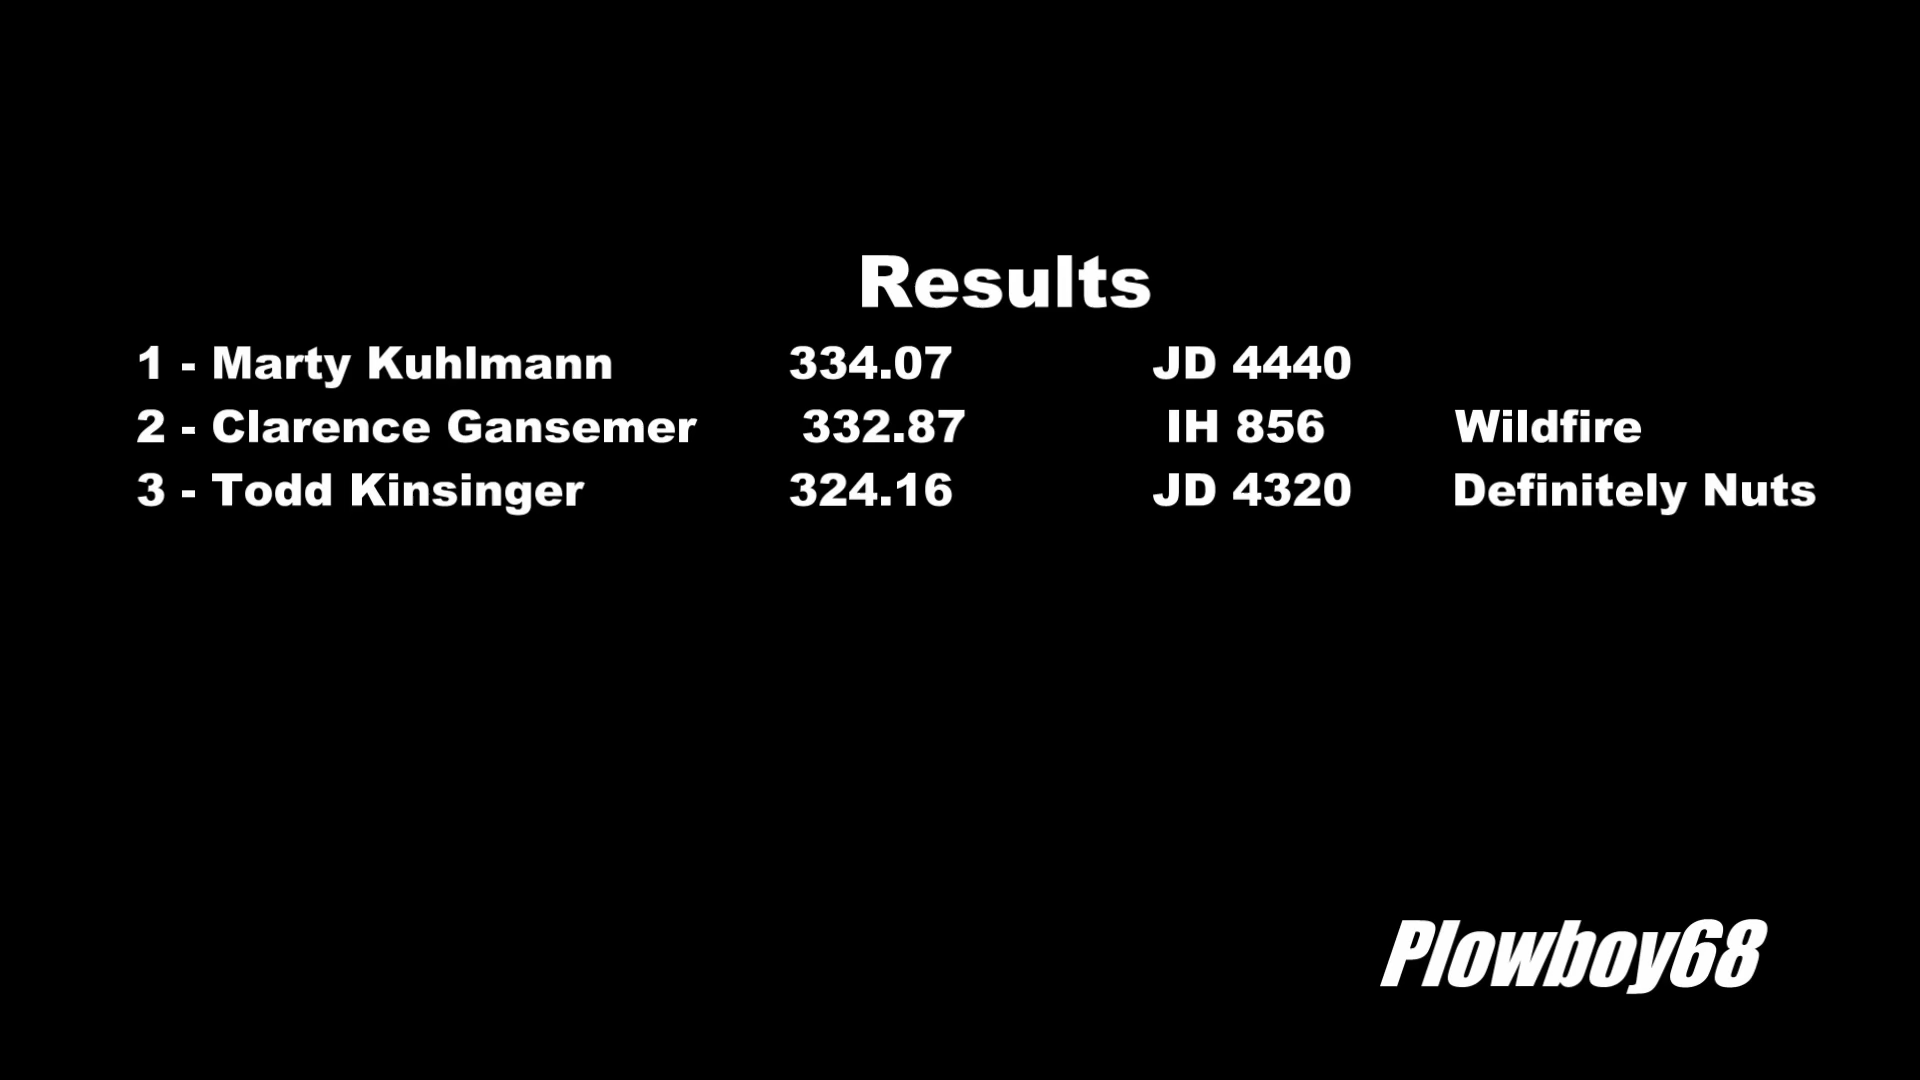 Results
1 - Marty Kuhlmann 334.07 JD 4440
2 - Clarence Gansemer 332.87 IH 856 Wildfire
3 - Todd Kinsinger 324.16 JD 4320 Definitely Nuts
Plowboy68